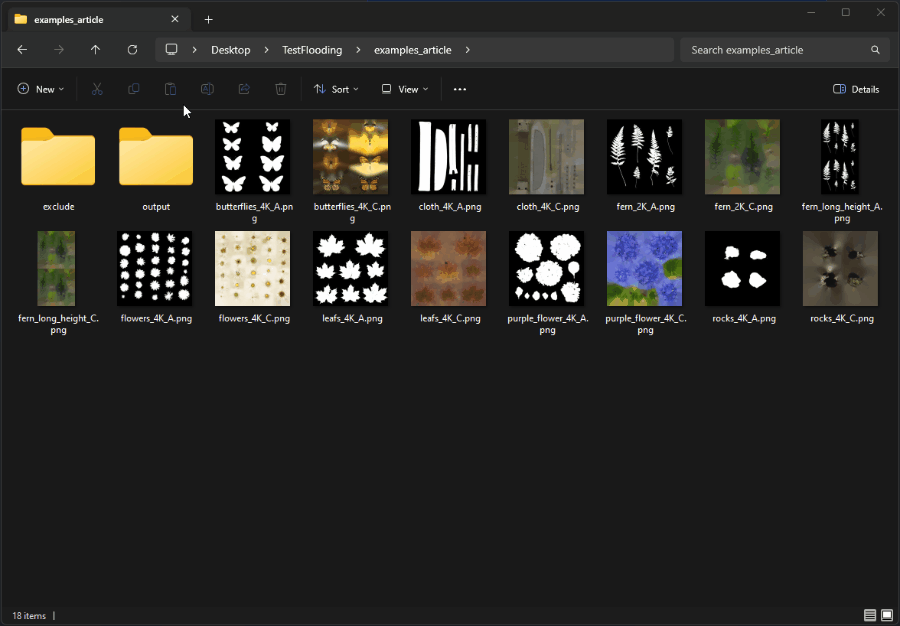 examples_article
Desktop
TestFlooding
examples_article
Search examples_article
New
Sort
View
Details
exclude
output
butterflies_4K_A.pn
g
butterflies_4K_C.pn
g
cloth_4K_A.png
cloth_4K_C.png
fern_2K_A.png
fern_2K_C.png
fern_long_height_A.
png
fern_long_height_C.
png
flowers_4K_A.png
flowers_4K_C.png
leafs_4K_A.png
leafs_4K_C.png
purple_flower_4K_A.
png
purple_flower_4K_C.
png
rocks_4K_A.png
rocks_4K_C.png
18 items